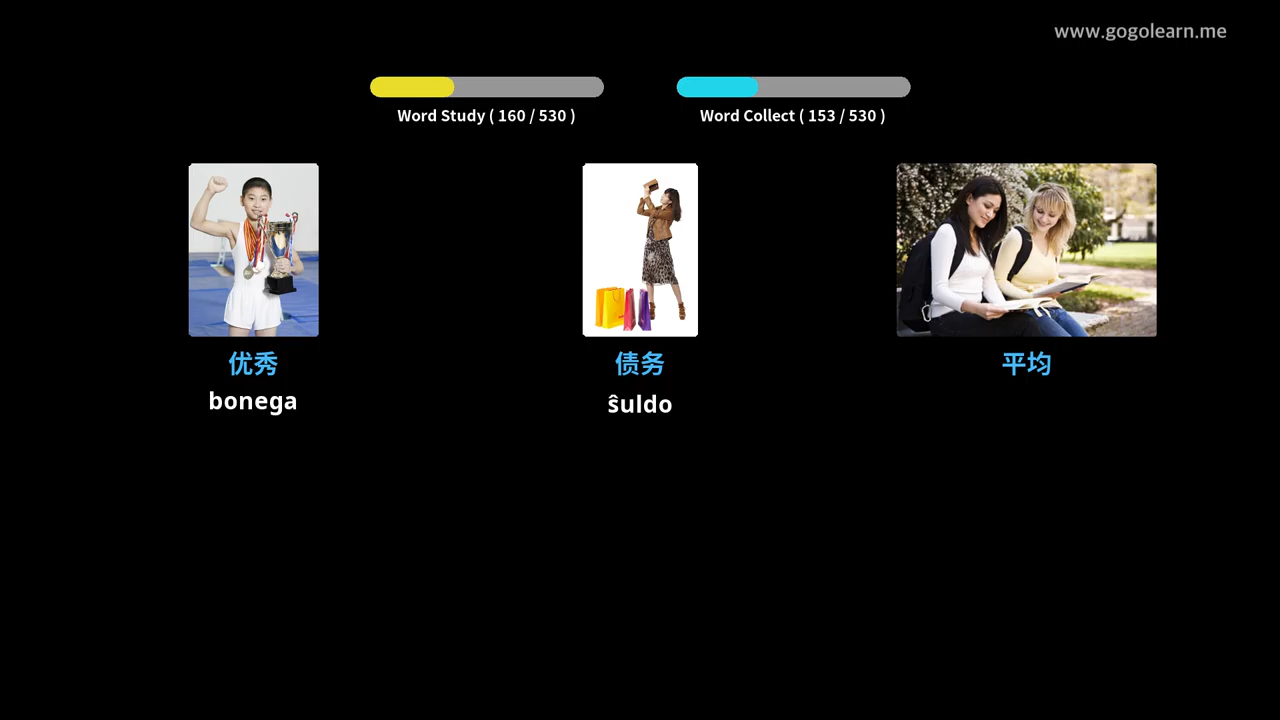 www.gogolearn.me
Word Study ( 160 / 530 )
Word Collect ( 153 / 530 )
优秀
bonega
债务
ŝuldo
平均